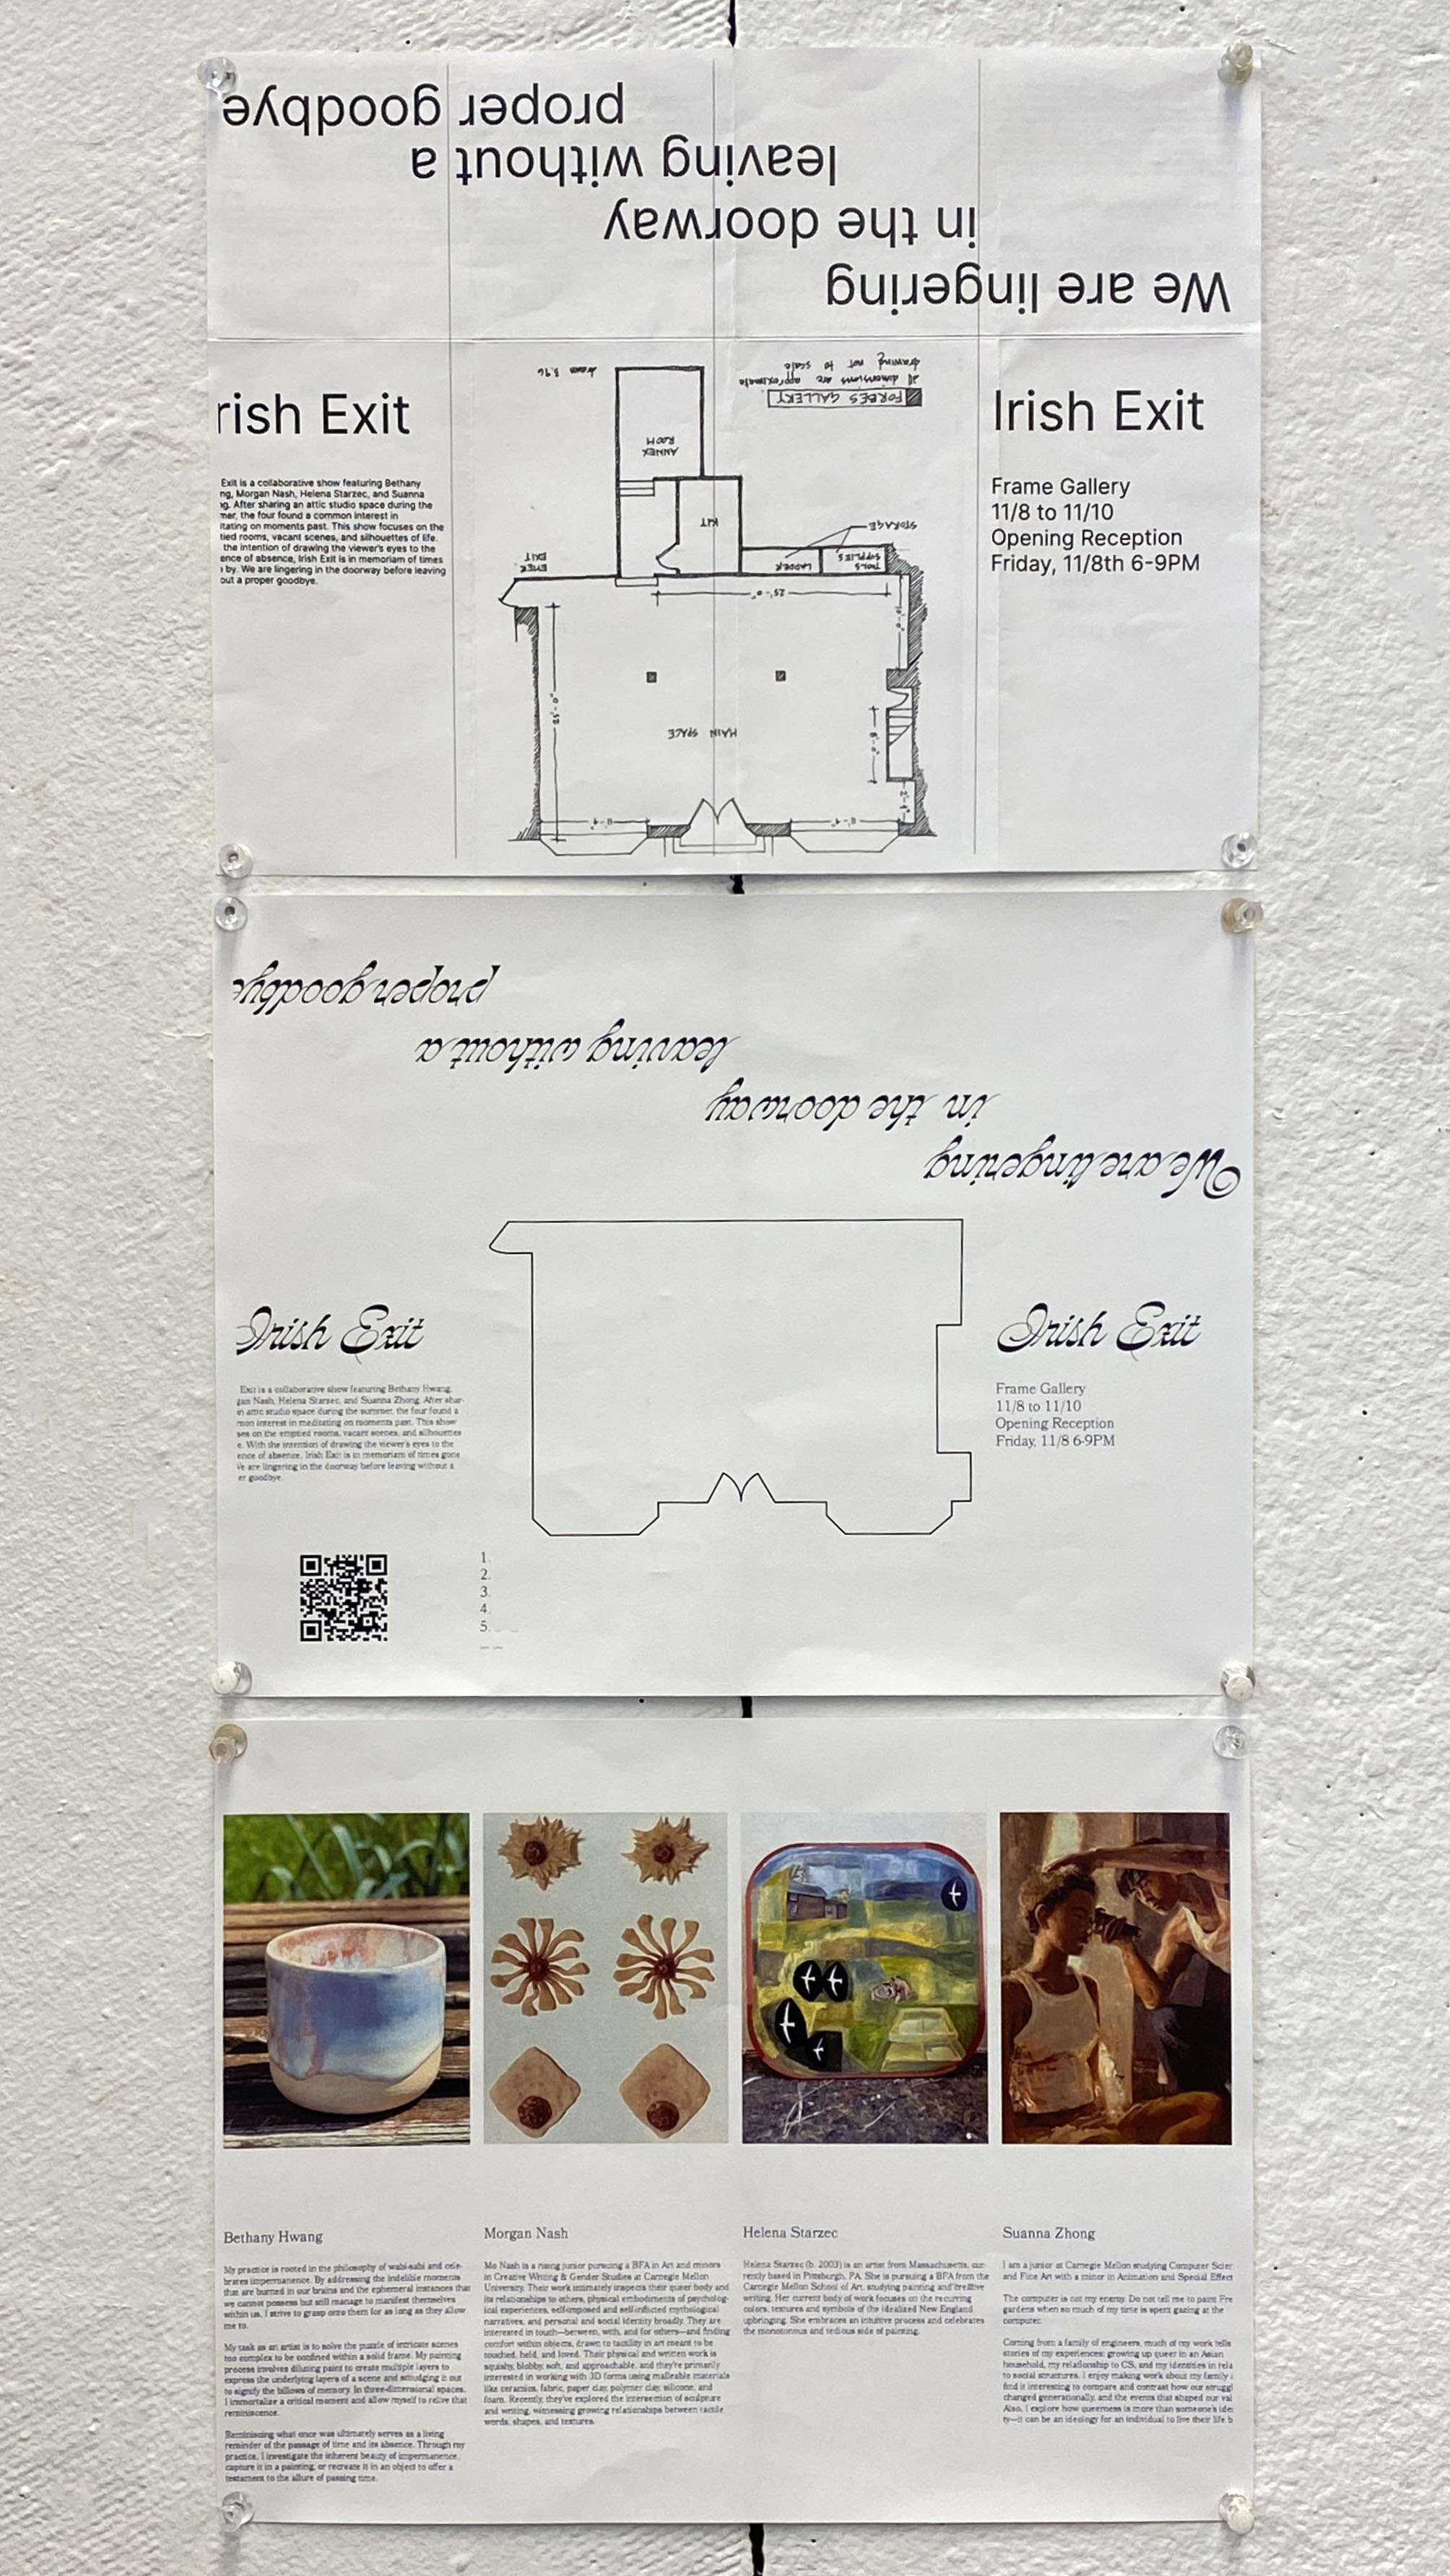 We are lingering
in the doorway
leaving without a
proper goodbye
rish Exit
Exit is a collaborative show featuring Bethany
ng, Morgan Nash, Helena Starzec, and Suanna
g. After sharing an attic studio space during the
mer, the four found a common interest in
itating on moments past. This show focuses on the
tied rooms, vacant scenes, and silhouettes of life.
the intention of drawing the viewer's eyes to the
ence of absence, Irish Exit is in memoriam of times
by. We are lingering in the doorway before leaving
out a proper goodbye.
FORBES GALLERY
all dimensions are approximate
drawing not to scale
drawn 3.96
ANNEX
ROOM
KIT
STORAGE
LADDER
TOOLS
SUPPLIES
ENTER
EXIT
25'-0"
MAIN SPACE
Irish Exit
Frame Gallery
11/8 to 11/10
Opening Reception
Friday, 11/8th 6-9PM
We are lingering
in the doorway
leaving without a
proper goodbye
Irish Exit
Exit is a collaborative show featuring Bethany Hwang,
gan Nash, Helena Starzec, and Suanna Zhong. After shar-
n attic studio space during the summer, the four found a
mon interest in meditating on moments past. This show
ses on the emptied rooms, vacant scenes, and silhouettes
e. With the intention of drawing the viewer's eyes to the
ence of absence, Irish Exit is in memoriam of times gone
We are lingering in the doorway before leaving without a
er goodbye.
1.
2.
3.
4.
5.
Irish Exit
Frame Gallery
11/8 to 11/10
Opening Reception
Friday, 11/8 6-9PM
Bethany Hwang
My practice is rooted in the philosophy of wabi-sabi and cele-
brates impermanence. By addressing the indelible moments
that are burned in our brains and the ephemeral instances that
we cannot possess but still manage to manifest themselves
within us, I strive to grasp onto them for as long as they allow
me to.
My task as an artist is to solve the puzzle of intricate scenes
too complex to be confined within a solid frame. My painting
process involves diluting paint to create multiple layers to
express the underlying layers of a scene and smudging it out
to signify the billows of memory. In three-dimensional spaces,
I immortalize a critical moment and allow myself to relive that
reminiscence.
Reminiscing what once was ultimately serves as a living
reminder of the passage of time and its absence. Through my
practice, I investigate the inherent beauty of impermanence,
capture it in a painting, or recreate it in an object to offer a
testament to the allure of passing time.
Morgan Nash
Mo Nash is a rising junior pursuing a BFA in Art and minors
in Creative Writing & Gender Studies at Carnegie Mellon
University. Their work intimately inspects their queer body and
its relationships to others, physical embodiments of psycholog-
ical experiences, self-imposed and self-inflicted mythological
narratives, and personal and social identity broadly. They are
interested in touch—between, with, and for others—and finding
comfort within objects, drawn to tactility in art meant to be
touched, held, and loved. Their physical and written work is
squishy, blobby, soft, and approachable, and they're primarily
interested in working with 3D forms using malleable materials
like ceramics, fabric, paper clay, polymer clay, silicone, and
foam. Recently, they've explored the intersection of sculpture
and writing, witnessing growing relationships between tactile
words, shapes, and textures.
Helena Starzec
Helena Starzec (b. 2003) is an artist from Massachusetts, cur-
rently based in Pittsburgh, PA. She is pursuing a BFA from the
Carnegie Mellon School of Art, studying painting and creative
writing. Her current body of work focuses on the recurring
colors, textures and symbols of the idealized New England
upbringing. She embraces an intuitive process and celebrates
the monotonous and tedious side of painting.
Suanna Zhong
I am a junior at Carnegie Mellon studying Computer Scien
and Fine Art with a minor in Animation and Special Effect
The computer is not my enemy. Do not tell me to paint Fre
gardens when so much of my time is spent gazing at the
computer.
Coming from a family of engineers, much of my work tells
stories of my experiences: growing up queer in an Asian
household, my relationship to CS, and my identities in rela
to social structures. I enjoy making work about my family
find it interesting to compare and contrast how our struggl
changed generationally, and the events that shaped our val
Also, I explore how queerness is more than someone's iden
ty—it can be an ideology for an individual to live their life b